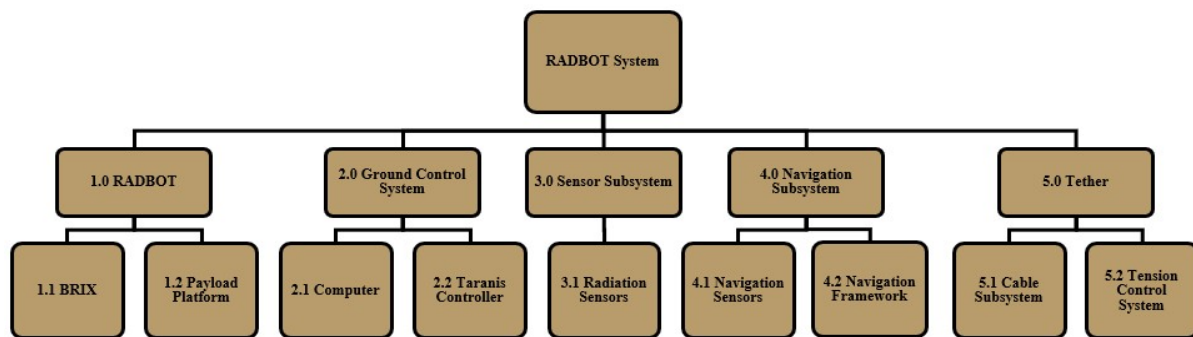 RADBOT System
1.0 RADBOT
2.0 Ground Control
System
3.0 Sensor Subsystem
4.0 Navigation
Subsystem
5.0 Tether
1.1 BRIX
1.2 Payload
Platform
2.1 Computer
2.2 Taranis
Controller
3.1 Radiation
Sensors
4.1 Navigation
Sensors
4.2 Navigation
Framework
5.1 Cable
Subsystem
5.2 Tension
Control
System